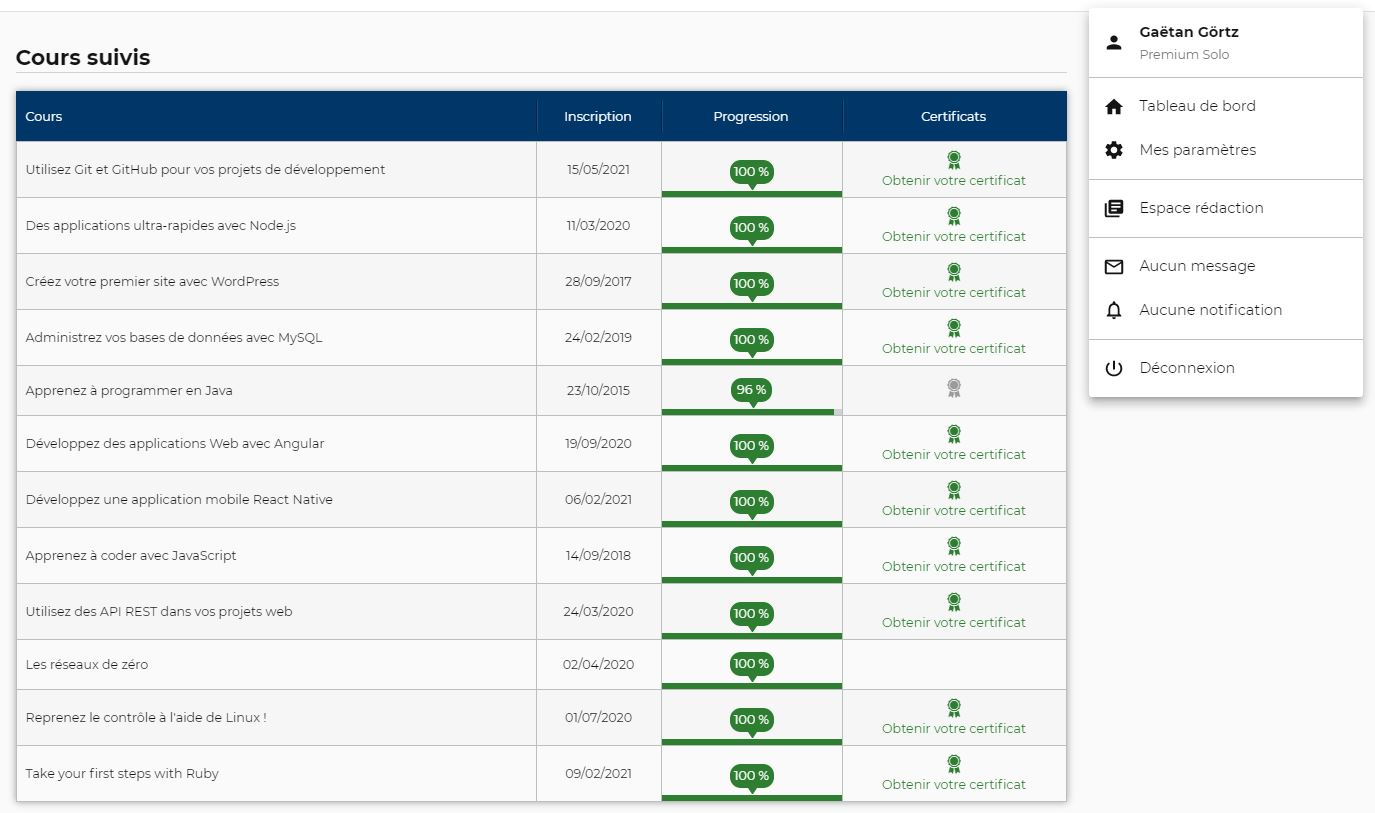 Cours suivis
Cours Inscription Progression Certificats
Utilisez Git et GitHub pour vos projets de développement 15/05/2021 100 % Obtenir votre certificat
Des applications ultra-rapides avec Node.js 11/03/2020 100 % Obtenir votre certificat
Créez votre premier site avec WordPress 28/09/2017 100 % Obtenir votre certificat
Administrez vos bases de données avec MySQL 24/02/2019 100 % Obtenir votre certificat
Apprenez à programmer en Java 23/10/2015 96 %
Développez des applications Web avec Angular 19/09/2020 100 % Obtenir votre certificat
Développez une application mobile React Native 06/02/2021 100 % Obtenir votre certificat
Apprenez à coder avec JavaScript 14/09/2018 100 % Obtenir votre certificat
Utilisez des API REST dans vos projets web 24/03/2020 100 % Obtenir votre certificat
Les réseaux de zéro 02/04/2020 100 %
Reprenez le contrôle à l'aide de Linux ! 01/07/2020 100 % Obtenir votre certificat
Take your first steps with Ruby 09/02/2021 100 % Obtenir votre certificat
Gaëtan Görtz
Premium Solo
Tableau de bord
Mes paramètres
Espace rédaction
Aucun message
Aucune notification
Déconnexion